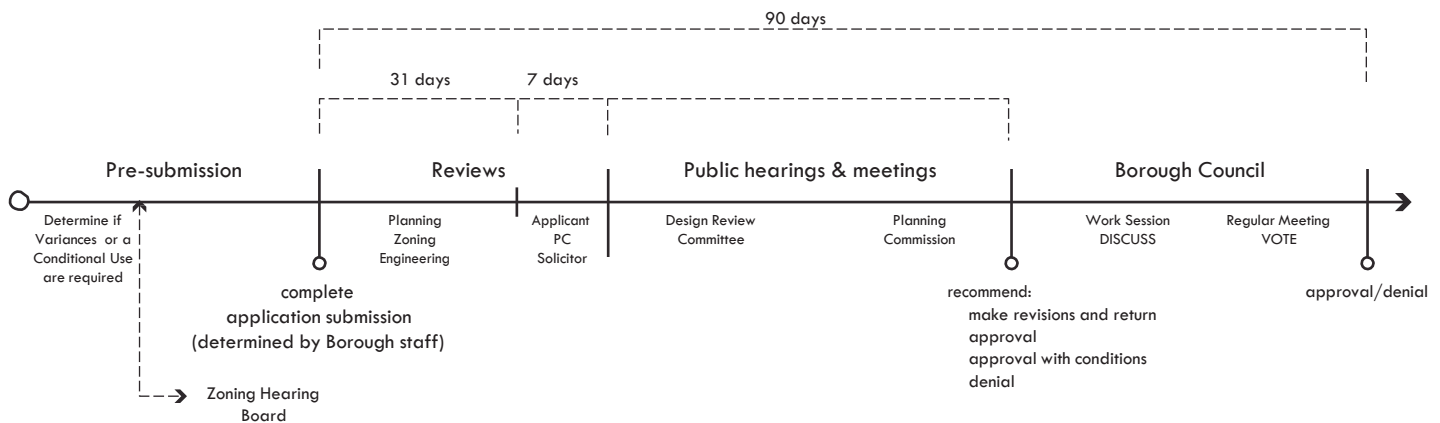 90 days
31 days
7 days
Pre-submission
Reviews
Public hearings & meetings
Borough Council
Determine if
Variances or a
Conditional Use
are required
Planning
Zoning
Engineering
Applicant
PC
Solicitor
Design Review
Committee
Planning
Commission
Work Session
DISCUSS
Regular Meeting
VOTE
complete
application submission
(determined by Borough staff)
recommend:
make revisions and return
approval
approval with conditions
denial
approval/denial
Zoning Hearing
Board